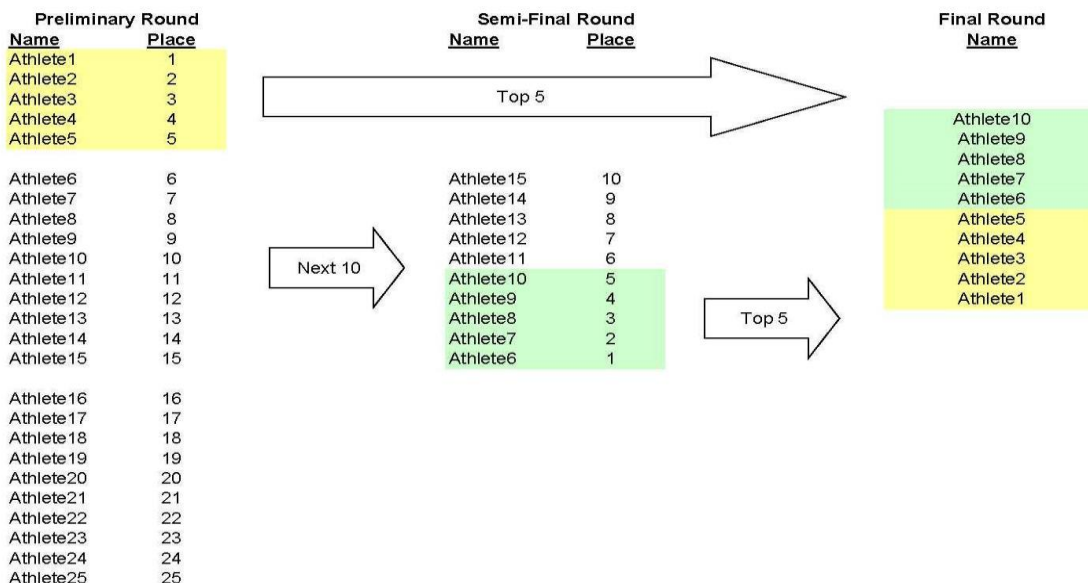 Preliminary Round
Name Place
Athlete1 1
Athlete2 2
Athlete3 3
Athlete4 4
Athlete5 5
Athlete6 6
Athlete7 7
Athlete8 8
Athlete9 9
Athlete10 10
Athlete11 11
Athlete12 12
Athlete13 13
Athlete14 14
Athlete15 15
Athlete16 16
Athlete17 17
Athlete18 18
Athlete19 19
Athlete20 20
Athlete21 21
Athlete22 22
Athlete23 23
Athlete24 24
Athlete25 25
Top 5
Next 10
Semi-Final Round
Name Place
Athlete15 10
Athlete14 9
Athlete13 8
Athlete12 7
Athlete11 6
Athlete10 5
Athlete9 4
Athlete8 3
Athlete7 2
Athlete6 1
Top 5
Final Round
Name
Athlete10
Athlete9
Athlete8
Athlete7
Athlete6
Athlete5
Athlete4
Athlete3
Athlete2
Athlete1